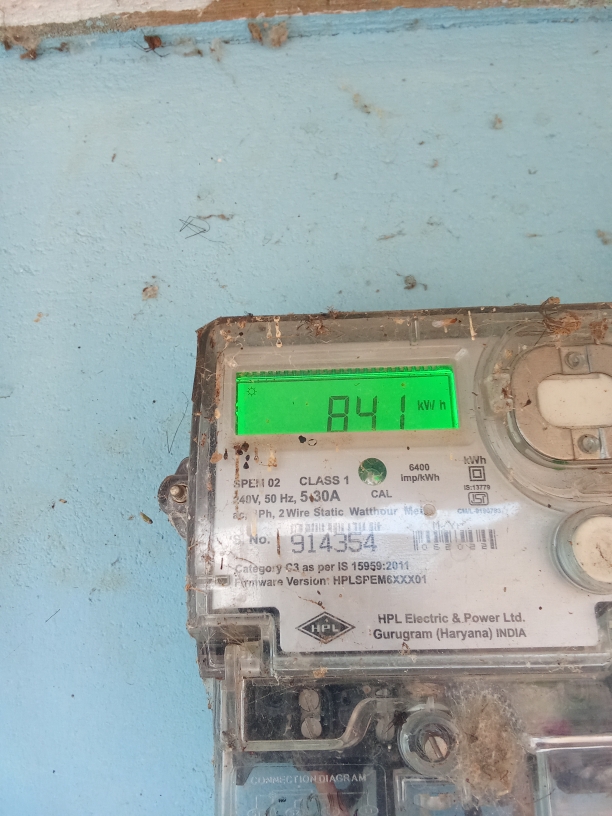 841 kWh
SPEM 02 CLASS 1 6400 imp/kWh kWh
240V, 50 Hz, 5-30A CAL IS:13779
Ph, 2 Wire Static Watthour
S. No. 914354
Category C3 as per IS 15959:2011
Firmware Version: HPLSPEM6XXX01
HPL
HPL Electric & Power Ltd.
Gurugram (Haryana) INDIA
CONNECTION DIAGRAM